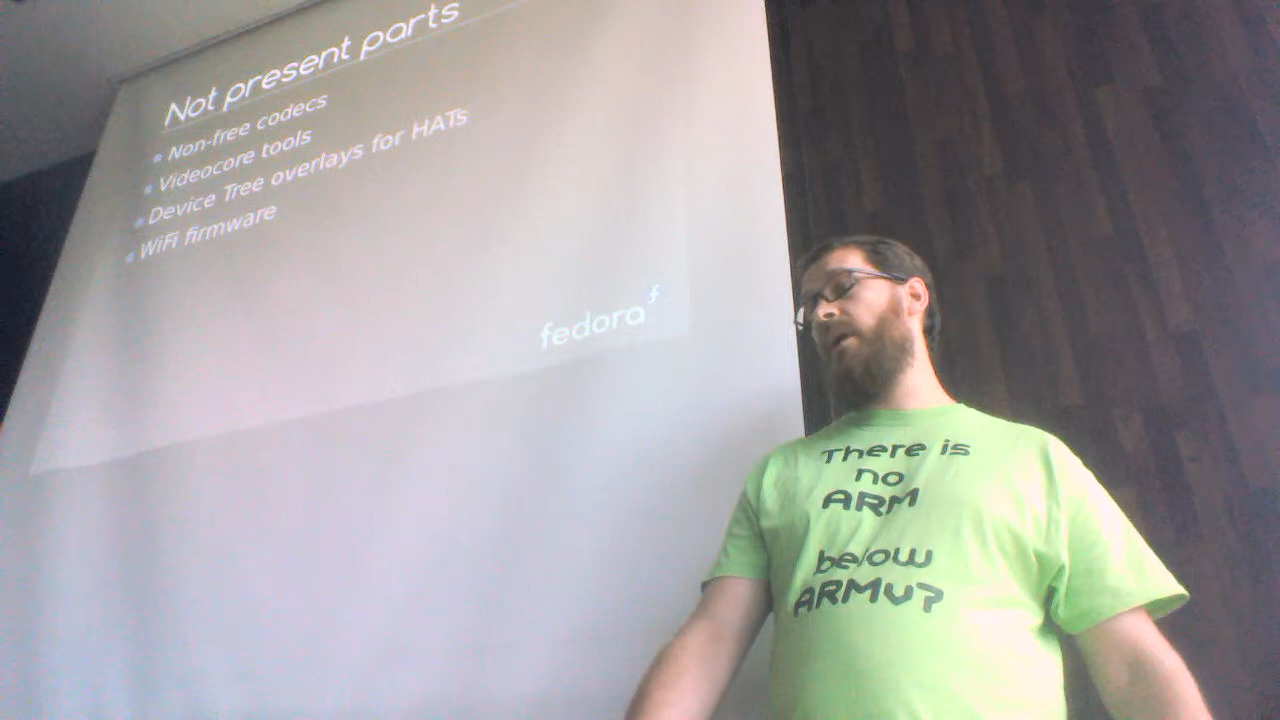 Not present parts
Non-free codecs
Videocore tools
Device Tree overlays for HATs
WiFi firmware
fedora f
There is
no
ARM
below
ARMv7